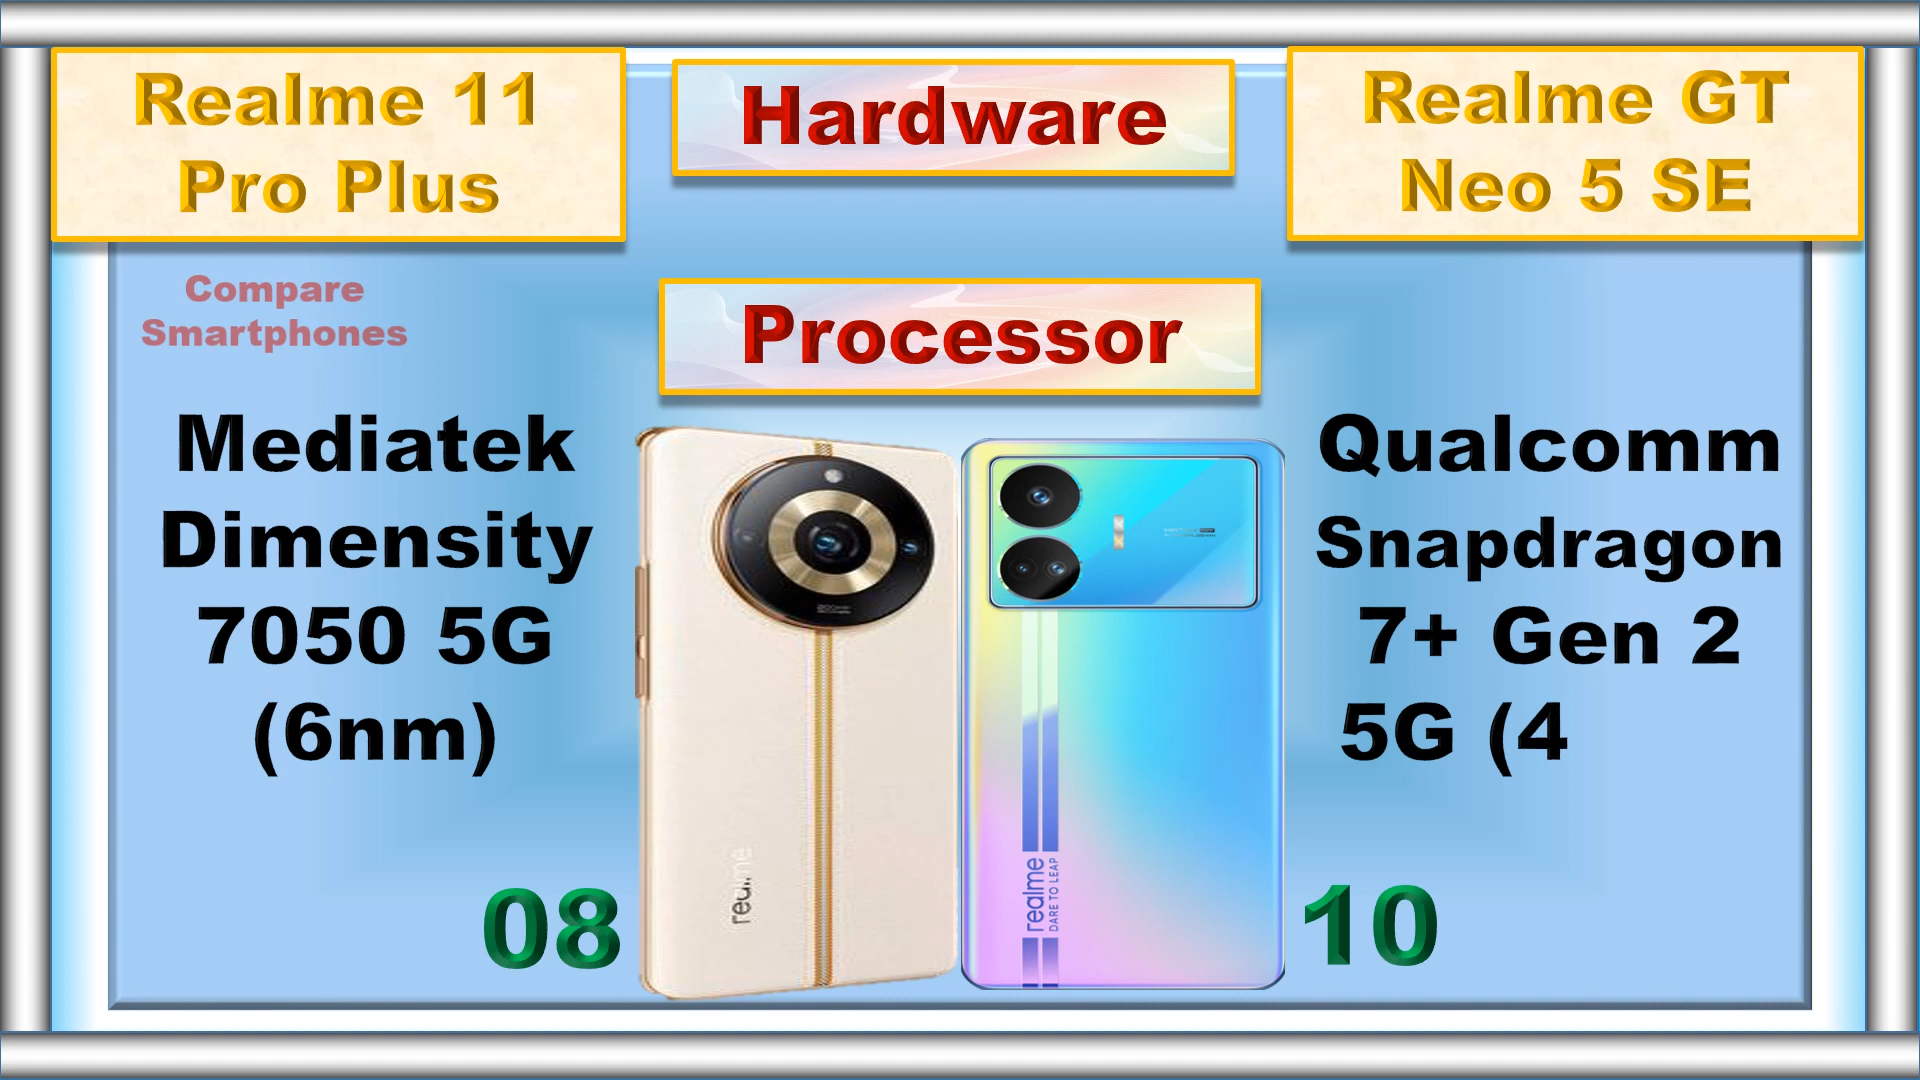 Realme 11
Pro Plus
Hardware
Realme GT
Neo 5 SE
Compare
Smartphones
Processor
Mediatek
Dimensity
7050 5G
(6nm)
Qualcomm
Snapdragon
7+ Gen 2
5G (4
realme
realme
DARE TO LEAP
08
10